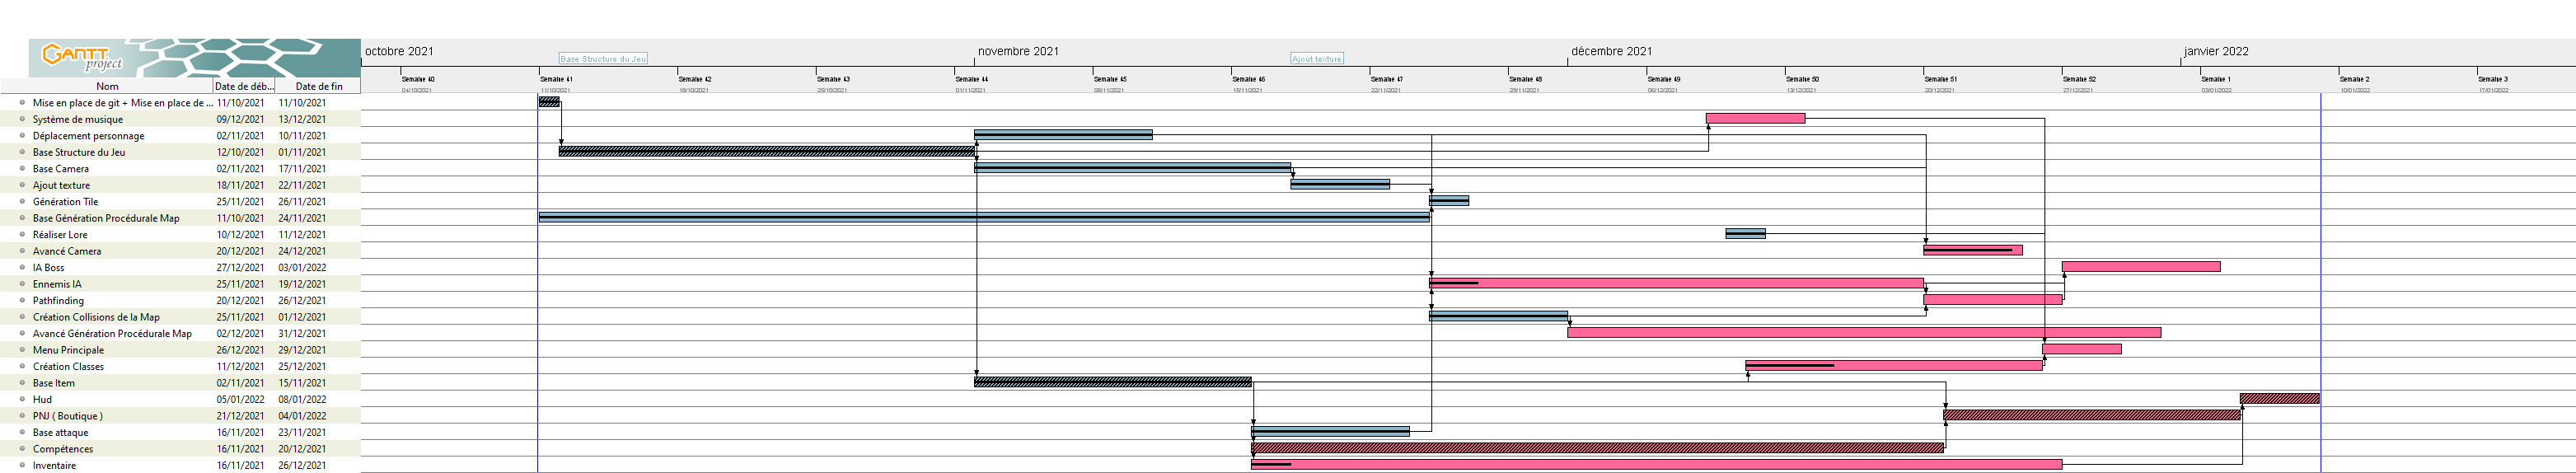 octobre 2021 novembre 2021 décembre 2021 janvier 2022
GANTT
project
Base Structure du Jeu Ajout texture
Semaine 40 Semaine 41 Semaine 42 Semaine 43 Semaine 44 Semaine 45 Semaine 46 Semaine 47 Semaine 48 Semaine 49 Semaine 50 Semaine 51 Semaine 52 Semaine 1 Semaine 2 Semaine 3
Nom Date de déb... Date de fin
04/10/2021 11/10/2021 18/10/2021 25/10/2021 01/11/2021 08/11/2021 15/11/2021 22/11/2021 29/11/2021 06/12/2021 13/12/2021 20/12/2021 27/12/2021 03/01/2022 10/01/2022 17/01/2022
Mise en place de git + Mise en place de ... 11/10/2021 11/10/2021
Système de musique 09/12/2021 13/12/2021
Déplacement personnage 02/11/2021 10/11/2021
Base Structure du Jeu 12/10/2021 01/11/2021
Base Camera 02/11/2021 17/11/2021
Ajout texture 18/11/2021 22/11/2021
Génération Tile 25/11/2021 26/11/2021
Base Génération Procédurale Map 11/10/2021 24/11/2021
Réaliser Lore 10/12/2021 11/12/2021
Avancé Camera 20/12/2021 24/12/2021
IA Boss 27/12/2021 03/01/2022
Ennemis IA 25/11/2021 19/12/2021
Pathfinding 20/12/2021 26/12/2021
Création Collisions de la Map 25/11/2021 01/12/2021
Avancé Génération Procédurale Map 02/12/2021 31/12/2021
Menu Principale 26/12/2021 29/12/2021
Création Classes 11/12/2021 25/12/2021
Base Item 02/11/2021 15/11/2021
Hud 05/01/2022 08/01/2022
PNJ ( Boutique ) 21/12/2021 04/01/2022
Base attaque 16/11/2021 23/11/2021
Compétences 16/11/2021 20/12/2021
Inventaire 16/11/2021 26/12/2021